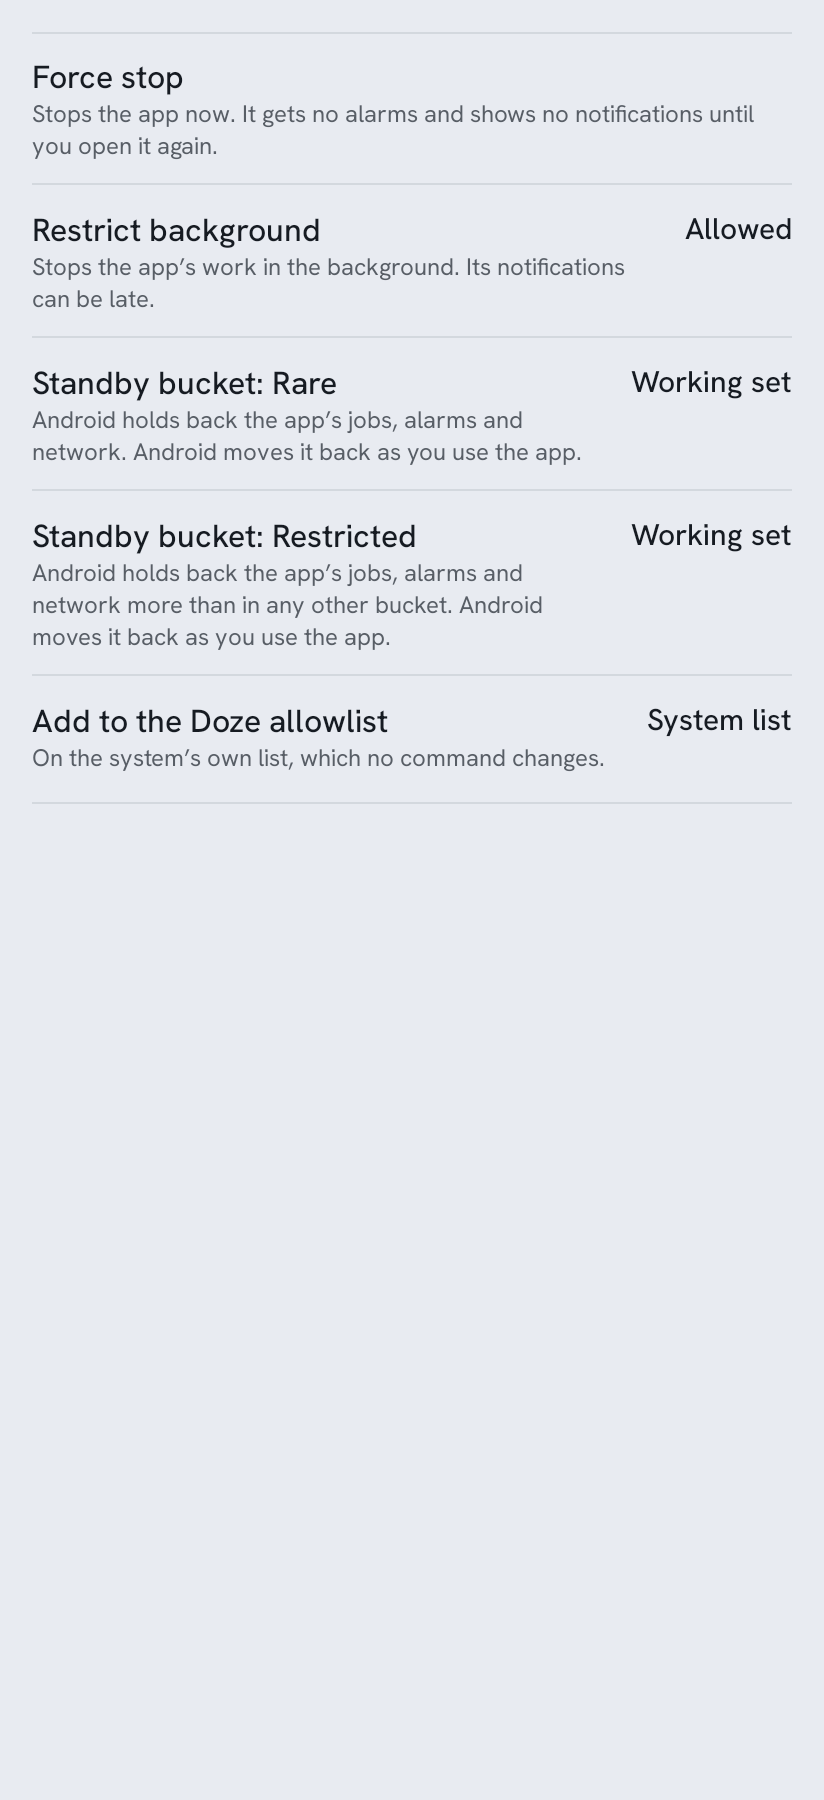 Force stop
Stops the app now. It gets no alarms and shows no notifications until
you open it again.
Restrict background
Allowed
Stops the app’s work in the background. Its notifications
can be late.
Standby bucket: Rare
Working set
Android holds back the app’s jobs, alarms and
network. Android moves it back as you use the app.
Standby bucket: Restricted
Working set
Android holds back the app’s jobs, alarms and
network more than in any other bucket. Android
moves it back as you use the app.
Add to the Doze allowlist
System list
On the system’s own list, which no command changes.